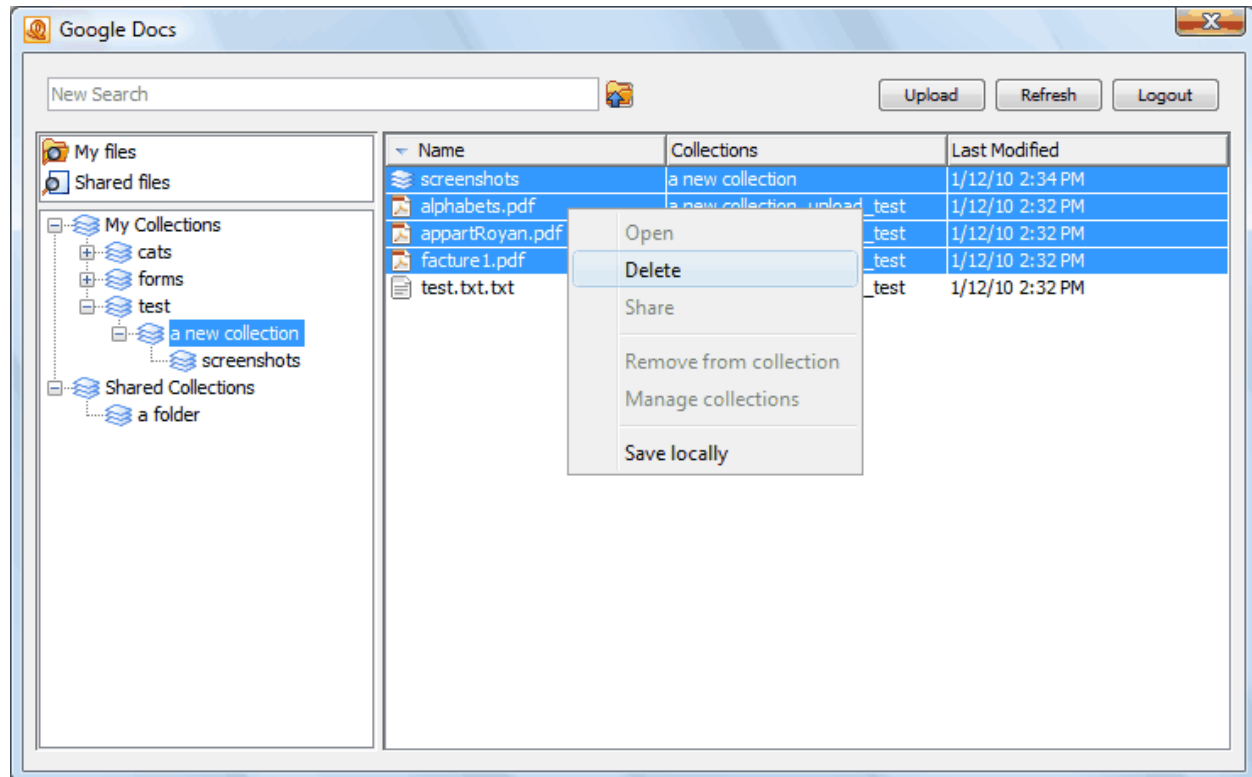 Google Docs
New Search
Upload Refresh Logout
My files
Shared files
My Collections
cats
forms
test
a new collection
screenshots
Shared Collections
a folder
Name Collections Last Modified
screenshots a new collection 1/12/10 2:34 PM
alphabets.pdf a new collection upload_test 1/12/10 2:32 PM
appartRoyan.pdf _test 1/12/10 2:32 PM
facture1.pdf _test 1/12/10 2:32 PM
test.txt.txt _test 1/12/10 2:32 PM
Open
Delete
Share
Remove from collection
Manage collections
Save locally